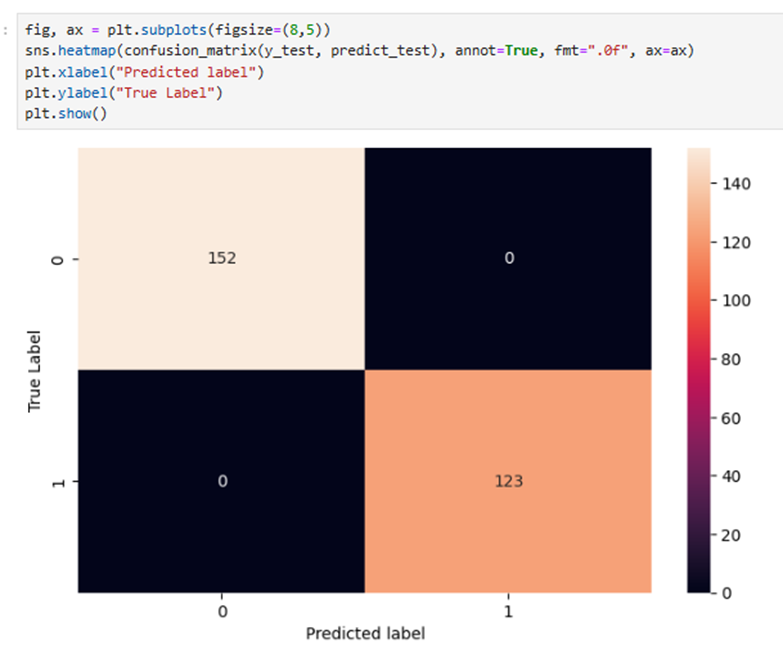 :
fig, ax = plt.subplots(figsize=(8,5))
sns.heatmap(confusion_matrix(y_test, predict_test), annot=True, fmt=".0f", ax=ax)
plt.xlabel("Predicted label")
plt.ylabel("True Label")
plt.show()
152
0
0
123
0
1
True Label
0
1
Predicted label
140
120
100
80
60
40
20
0